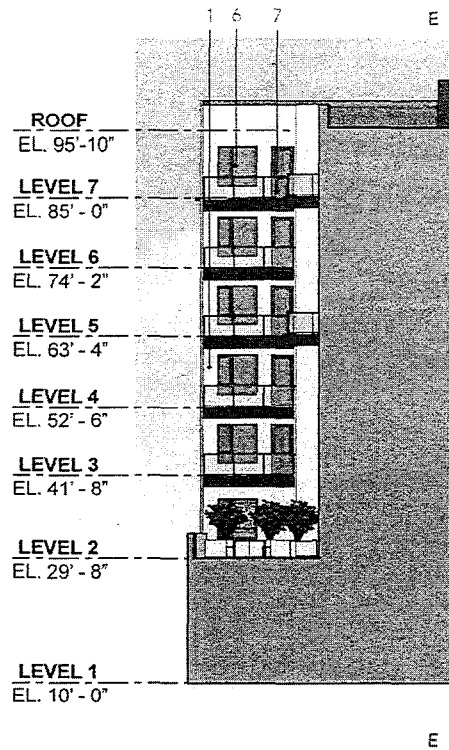 1 6 7 E
ROOF
EL. 95'-10"
LEVEL 7
EL. 85' - 0"
LEVEL 6
EL. 74' - 2"
LEVEL 5
EL. 63' - 4"
LEVEL 4
EL. 52' - 6"
LEVEL 3
EL. 41' - 8"
LEVEL 2
EL. 29' - 8"
LEVEL 1
EL. 10' - 0"
E